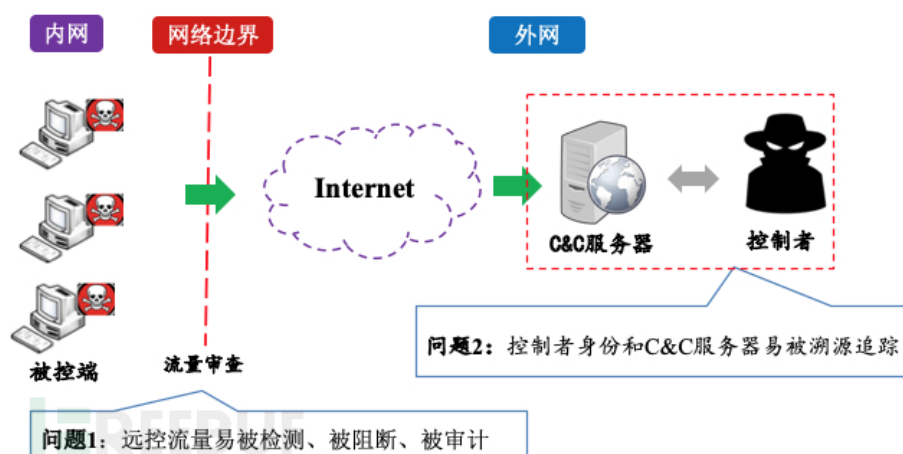 内网
网络边界
外网
Internet
C&C服务器
控制者
被控端
流量审查
问题2：控制者身份和C&C服务器易被溯源追踪
REEBUF
问题1：远控流量易被检测、被阻断、被审计